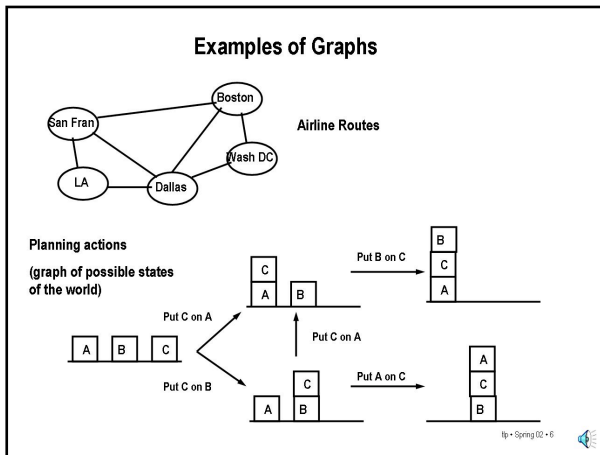 Examples of Graphs
Boston
San Fran
Airline Routes
Wash DC
LA
Dallas
Planning actions
(graph of possible states
of the world)
B
C
A
Put B on C
C
A B
Put C on A
Put C on A
A B C
Put C on B
Put A on C
A
C
B
C
A B
tlp • Spring 02 • 6